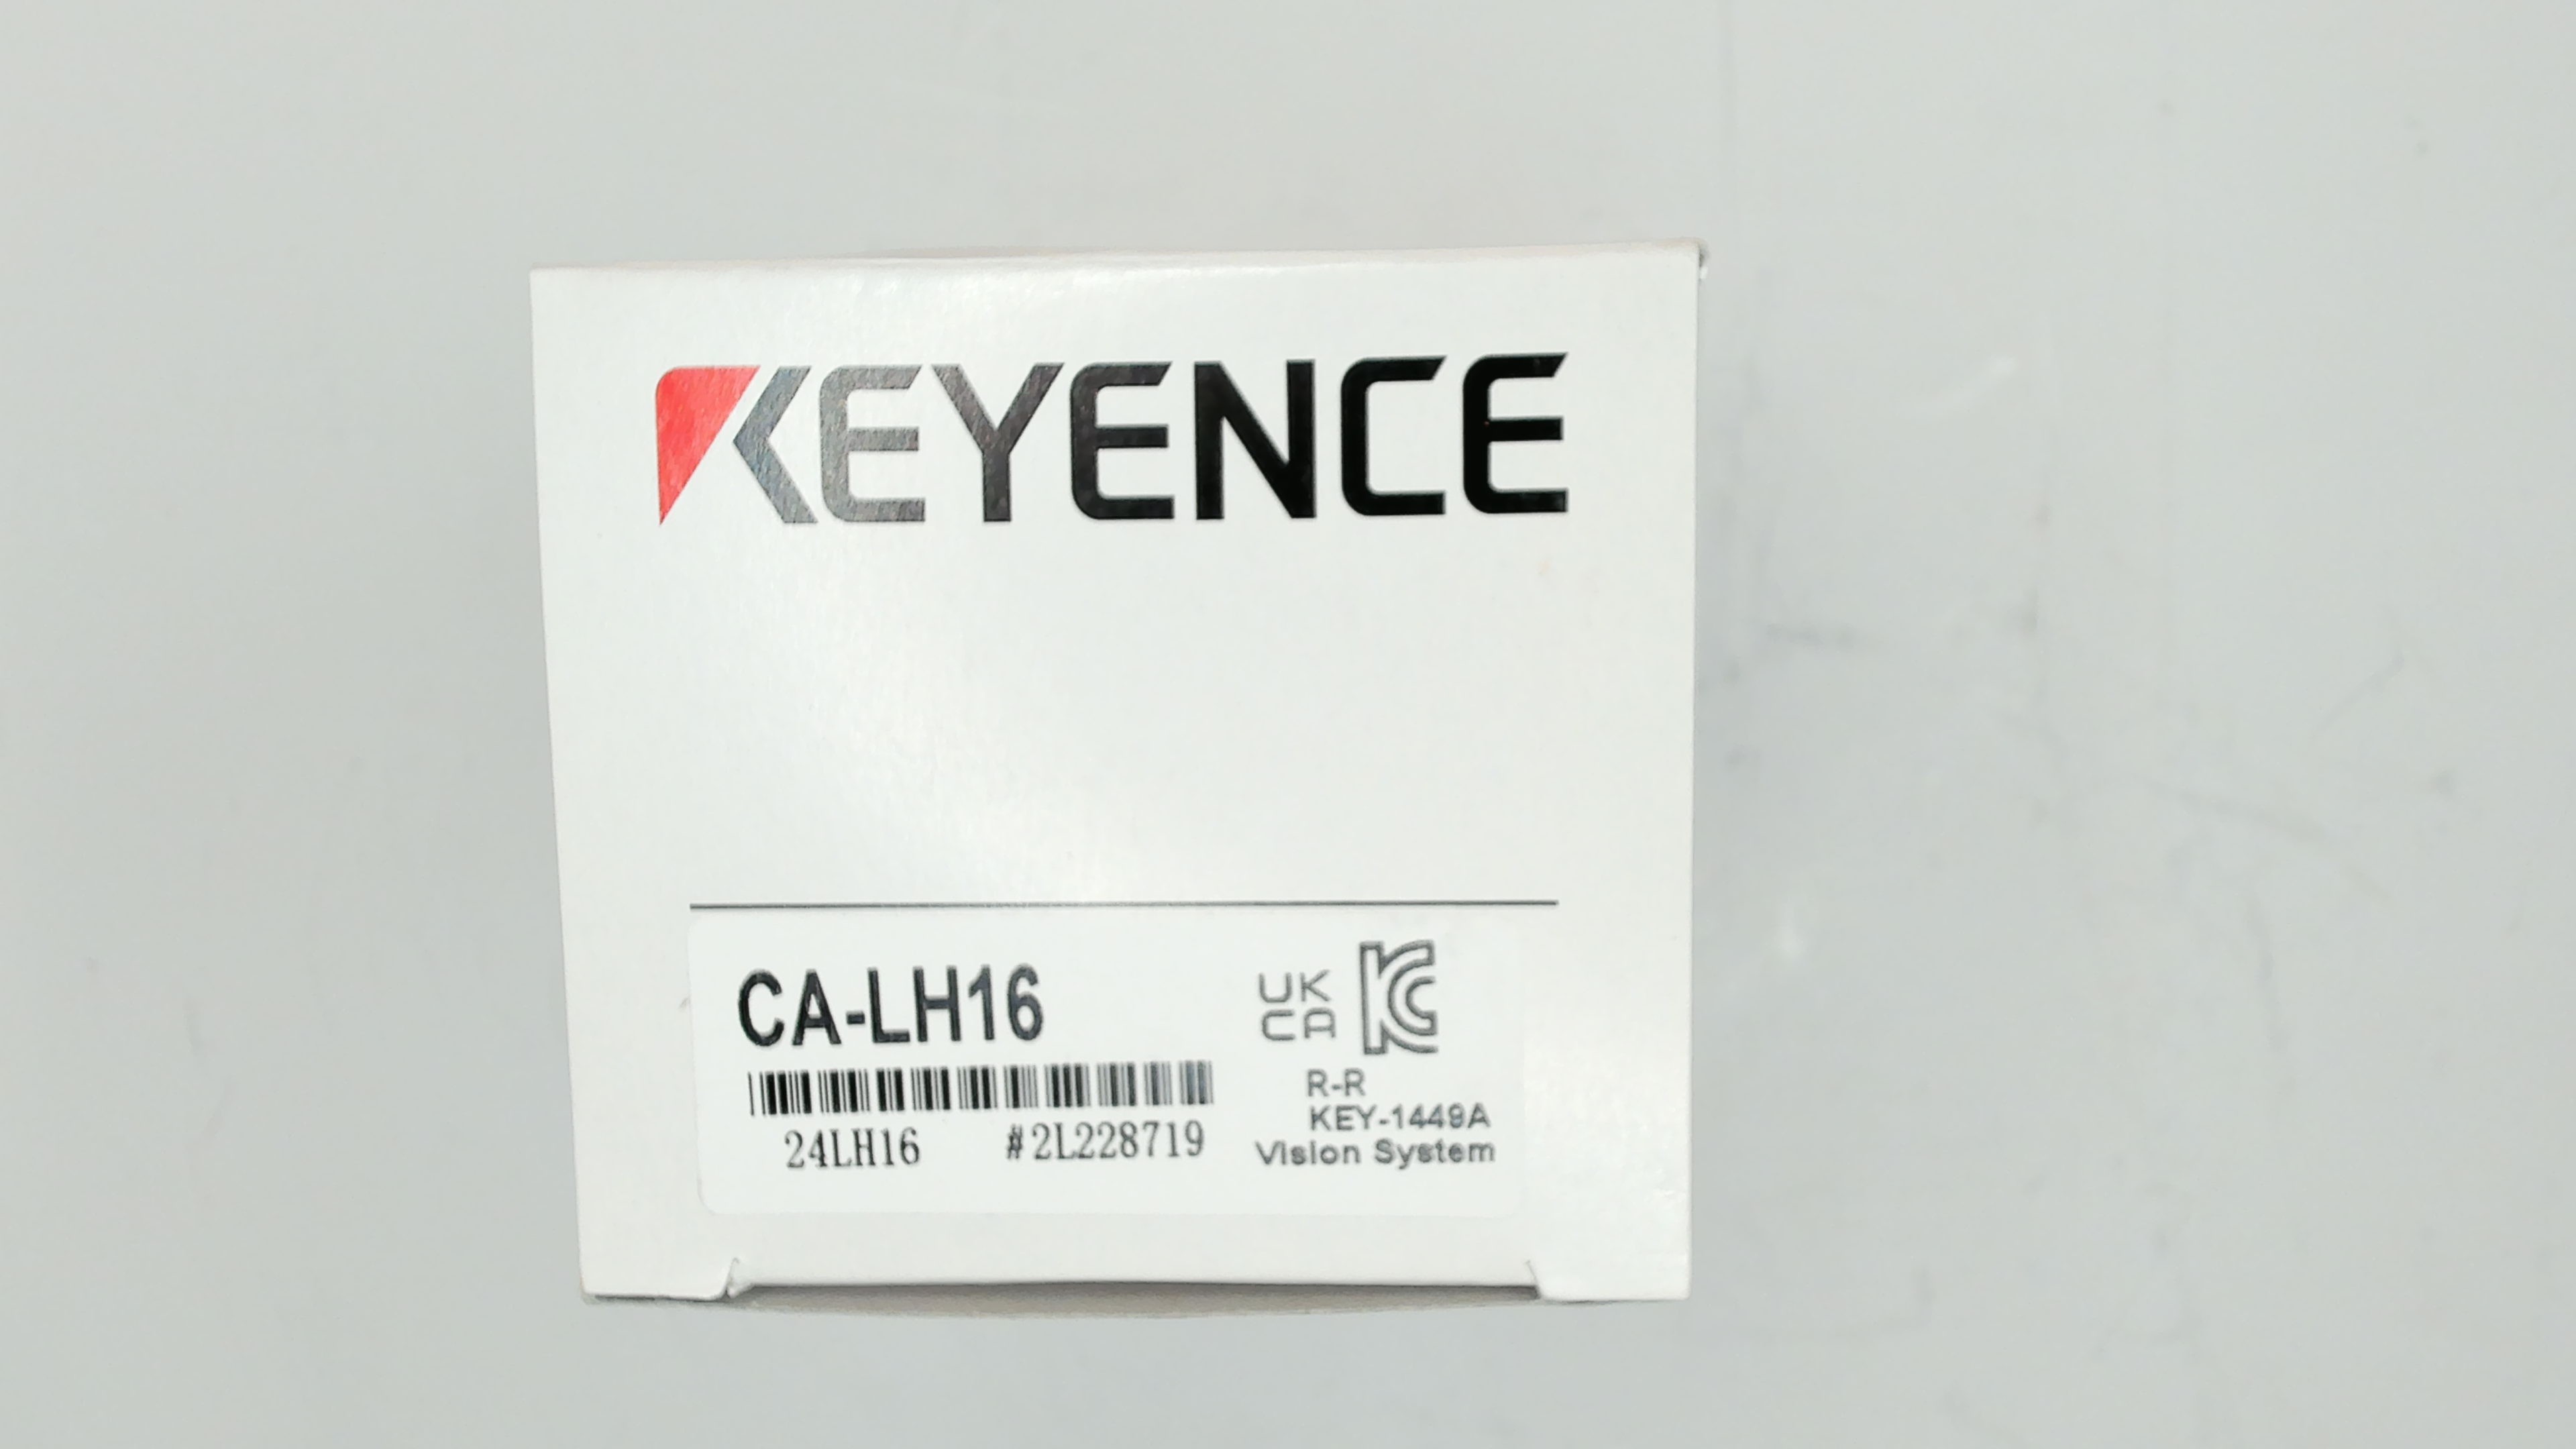 KEYENCE
CA-LH16
UK
CA
R-R
KEY-1449A
Vision System
24LH16 #2L228719